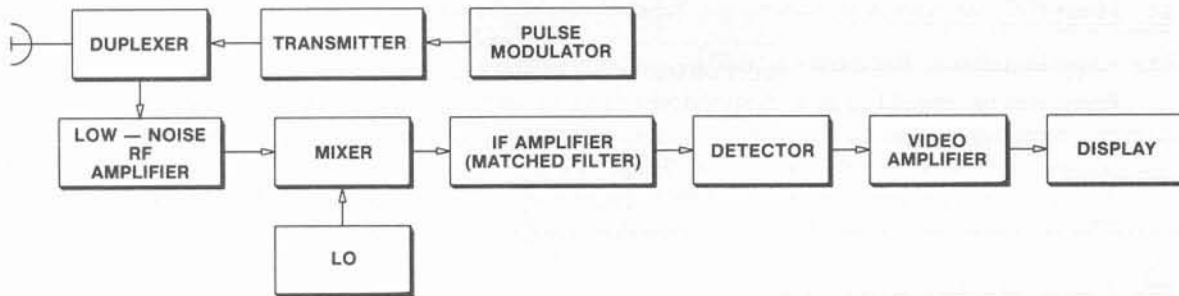 DUPLEXER
TRANSMITTER
PULSE
MODULATOR
LOW — NOISE
RF
AMPLIFIER
MIXER
IF AMPLIFIER
(MATCHED FILTER)
DETECTOR
VIDEO
AMPLIFIER
DISPLAY
LO